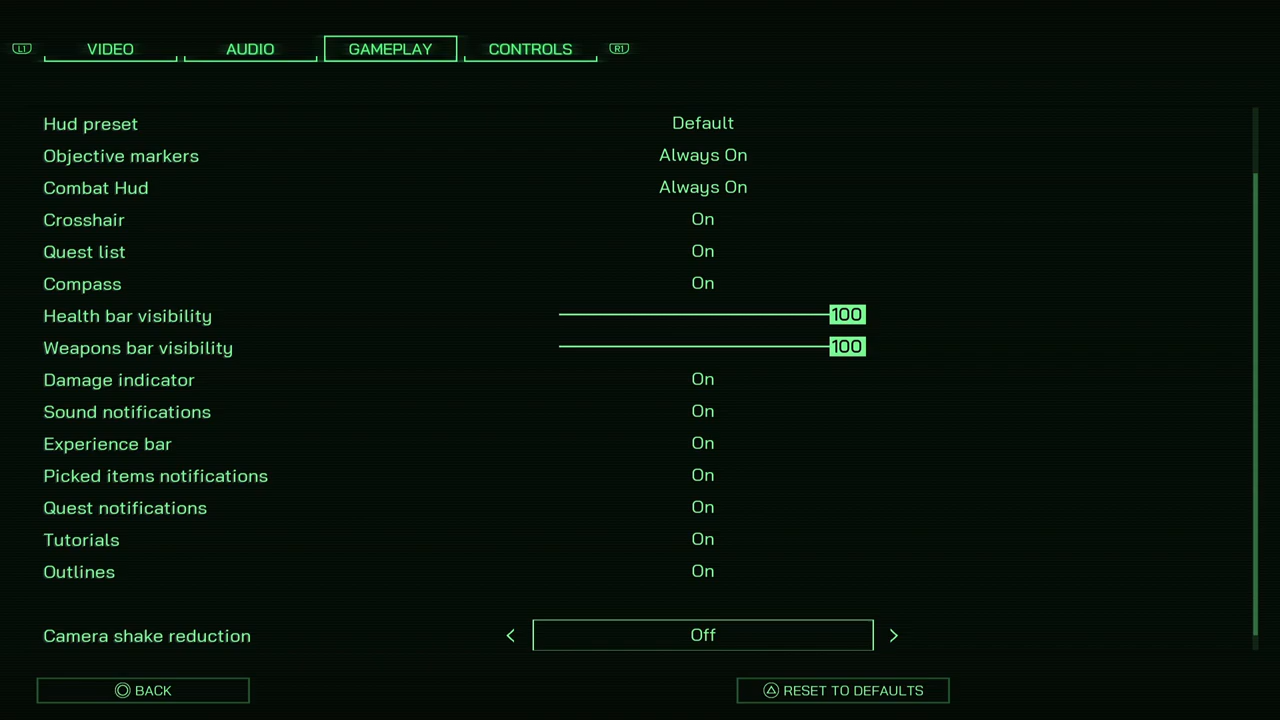 L1 VIDEO AUDIO GAMEPLAY CONTROLS R1
Hud preset Default
Objective markers Always On
Combat Hud Always On
Crosshair On
Quest list On
Compass On
Health bar visibility 100
Weapons bar visibility 100
Damage indicator On
Sound notifications On
Experience bar On
Picked items notifications On
Quest notifications On
Tutorials On
Outlines On
Camera shake reduction < Off >
BACK RESET TO DEFAULTS